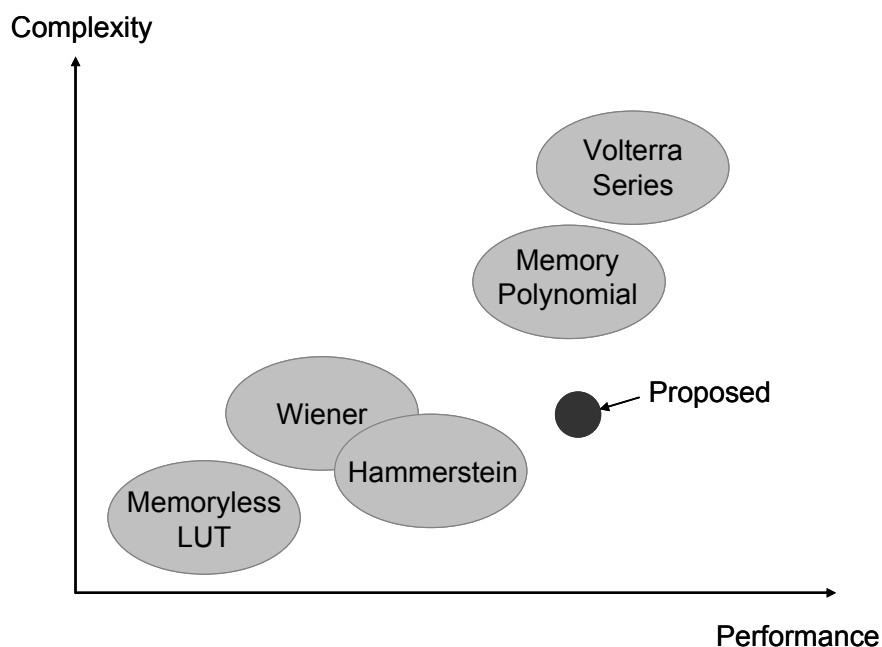 Complexity
Volterra
Series
Memory
Polynomial
Proposed
Wiener
Hammerstein
Memoryless
LUT
Performance